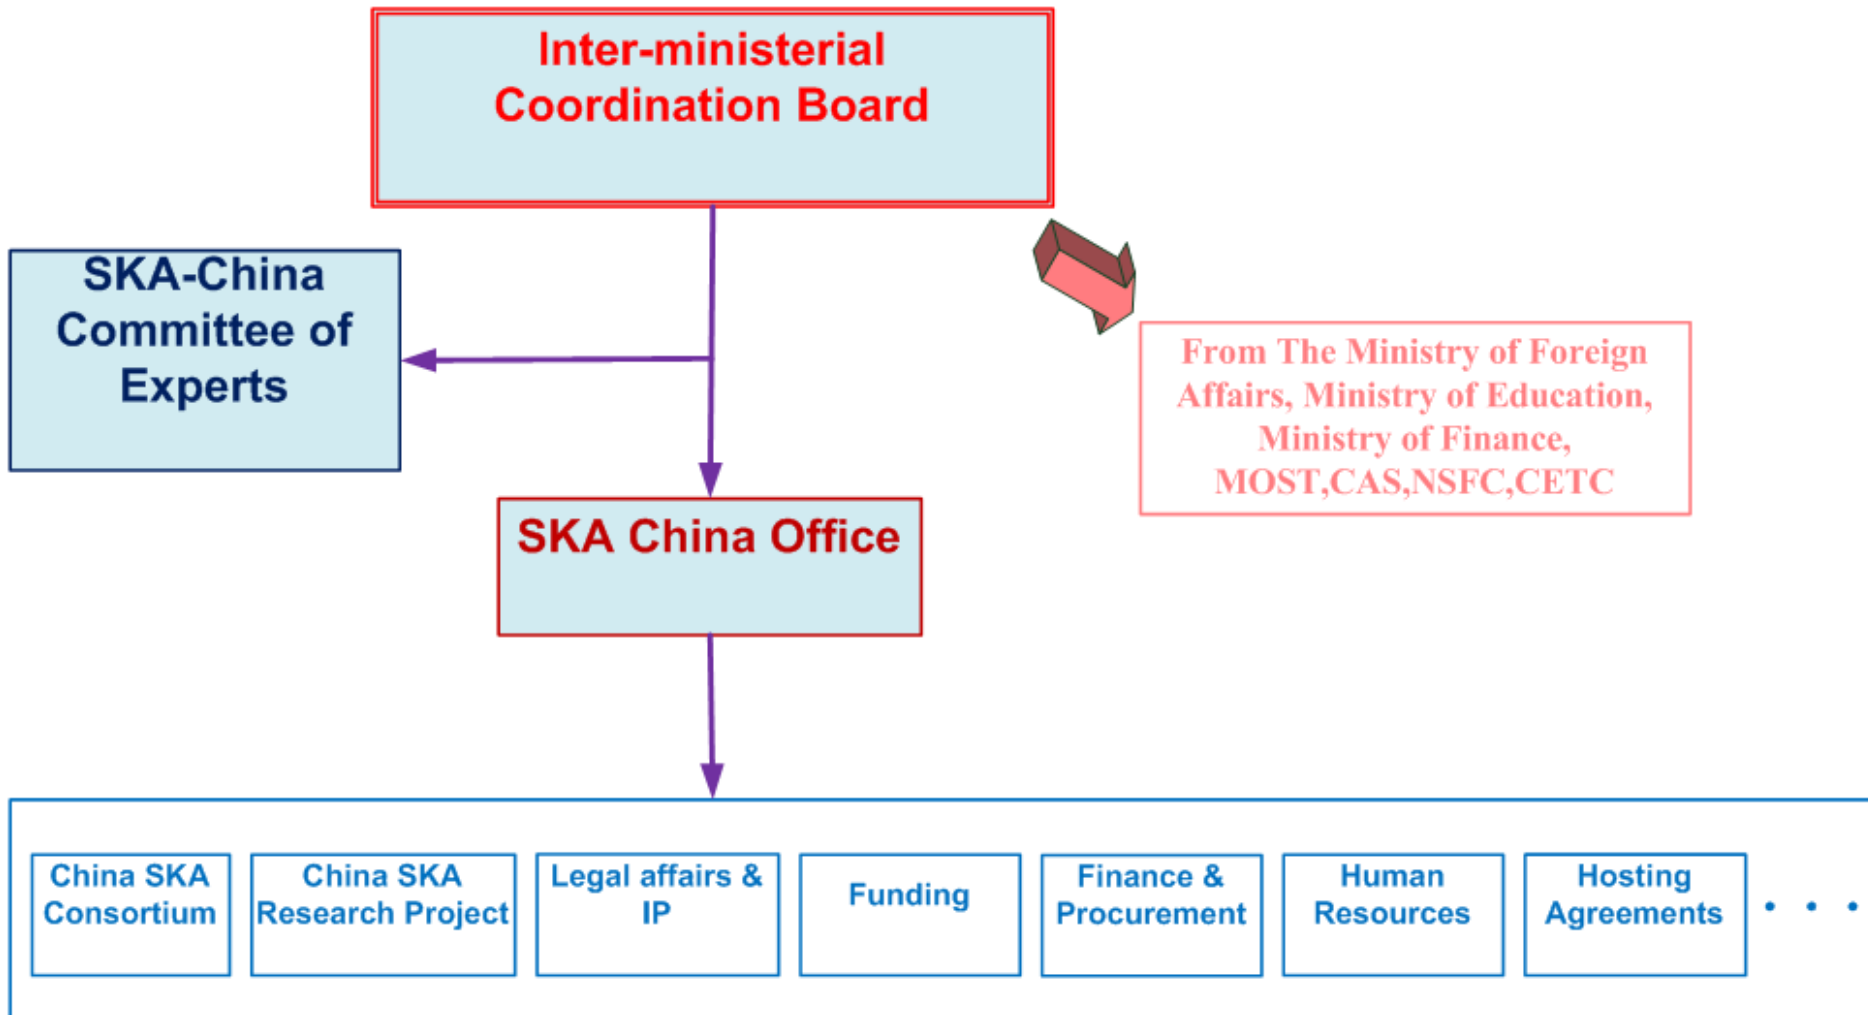 Inter-ministerial
Coordination Board
SKA-China
Committee of
Experts
From The Ministry of Foreign
Affairs, Ministry of Education,
Ministry of Finance,
MOST,CAS,NSFC,CETC
SKA China Office
China SKA
Consortium
China SKA
Research Project
Legal affairs &
IP
Funding
Finance &
Procurement
Human
Resources
Hosting
Agreements
• • •